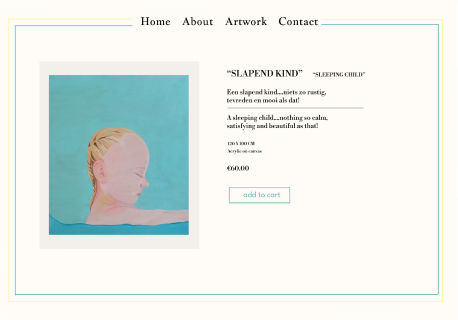 Home About Artwork Contact
“SLAPEND KIND” “SLEEPING CHILD”
Een slapend kind....niets zo rustig,
tevreden en mooi als dat!
A sleeping child....nothing so calm,
satisfying and beautiful as that!
120 X 100 CM
Acrylic on canvas
€60.00
add to cart